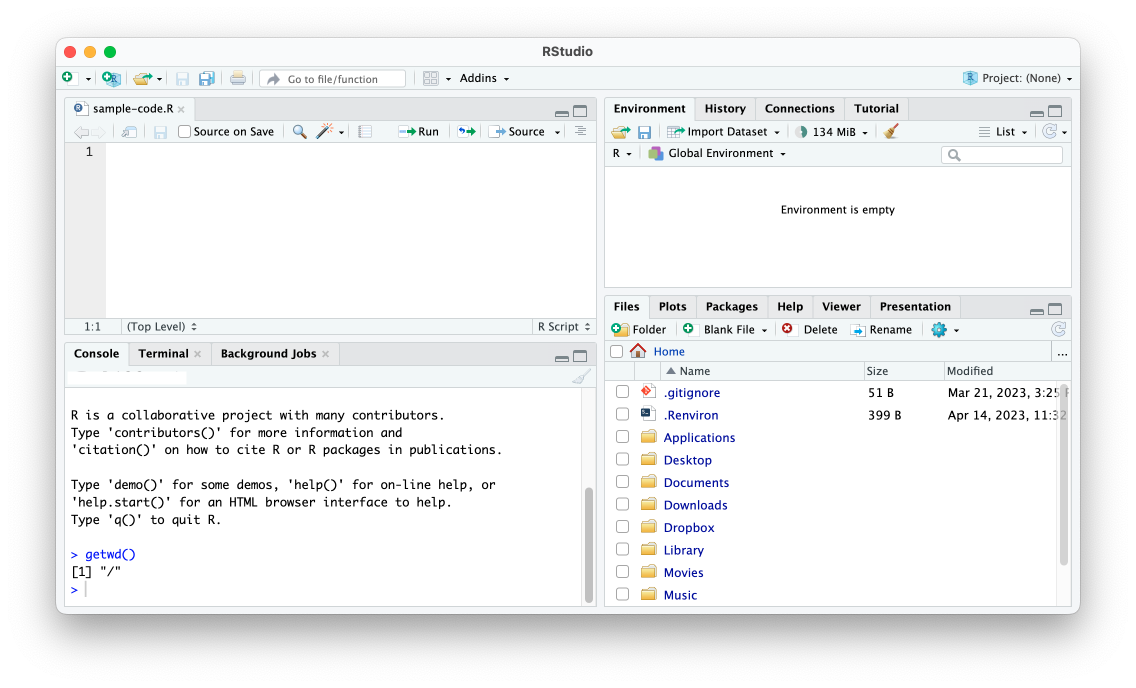 RStudio
Go to file/function
Addins
Project: (None)
sample-code.R
Source on Save
Run
Source
1
1:1 (Top Level) R Script
Console Terminal Background Jobs
R is a collaborative project with many contributors.
Type 'contributors()' for more information and
'citation()' on how to cite R or R packages in publications.
Type 'demo()' for some demos, 'help()' for on-line help, or
'help.start()' for an HTML browser interface to help.
Type 'q()' to quit R.
> getwd()
[1] "/"
>
Environment History Connections Tutorial
Import Dataset 134 MiB List
R Global Environment
Environment is empty
Files Plots Packages Help Viewer Presentation
Folder Blank File Delete Rename
Home ...
Name Size Modified
.gitignore 51 B Mar 21, 2023, 3:25
.Renviron 399 B Apr 14, 2023, 11:32
Applications
Desktop
Documents
Downloads
Dropbox
Library
Movies
Music